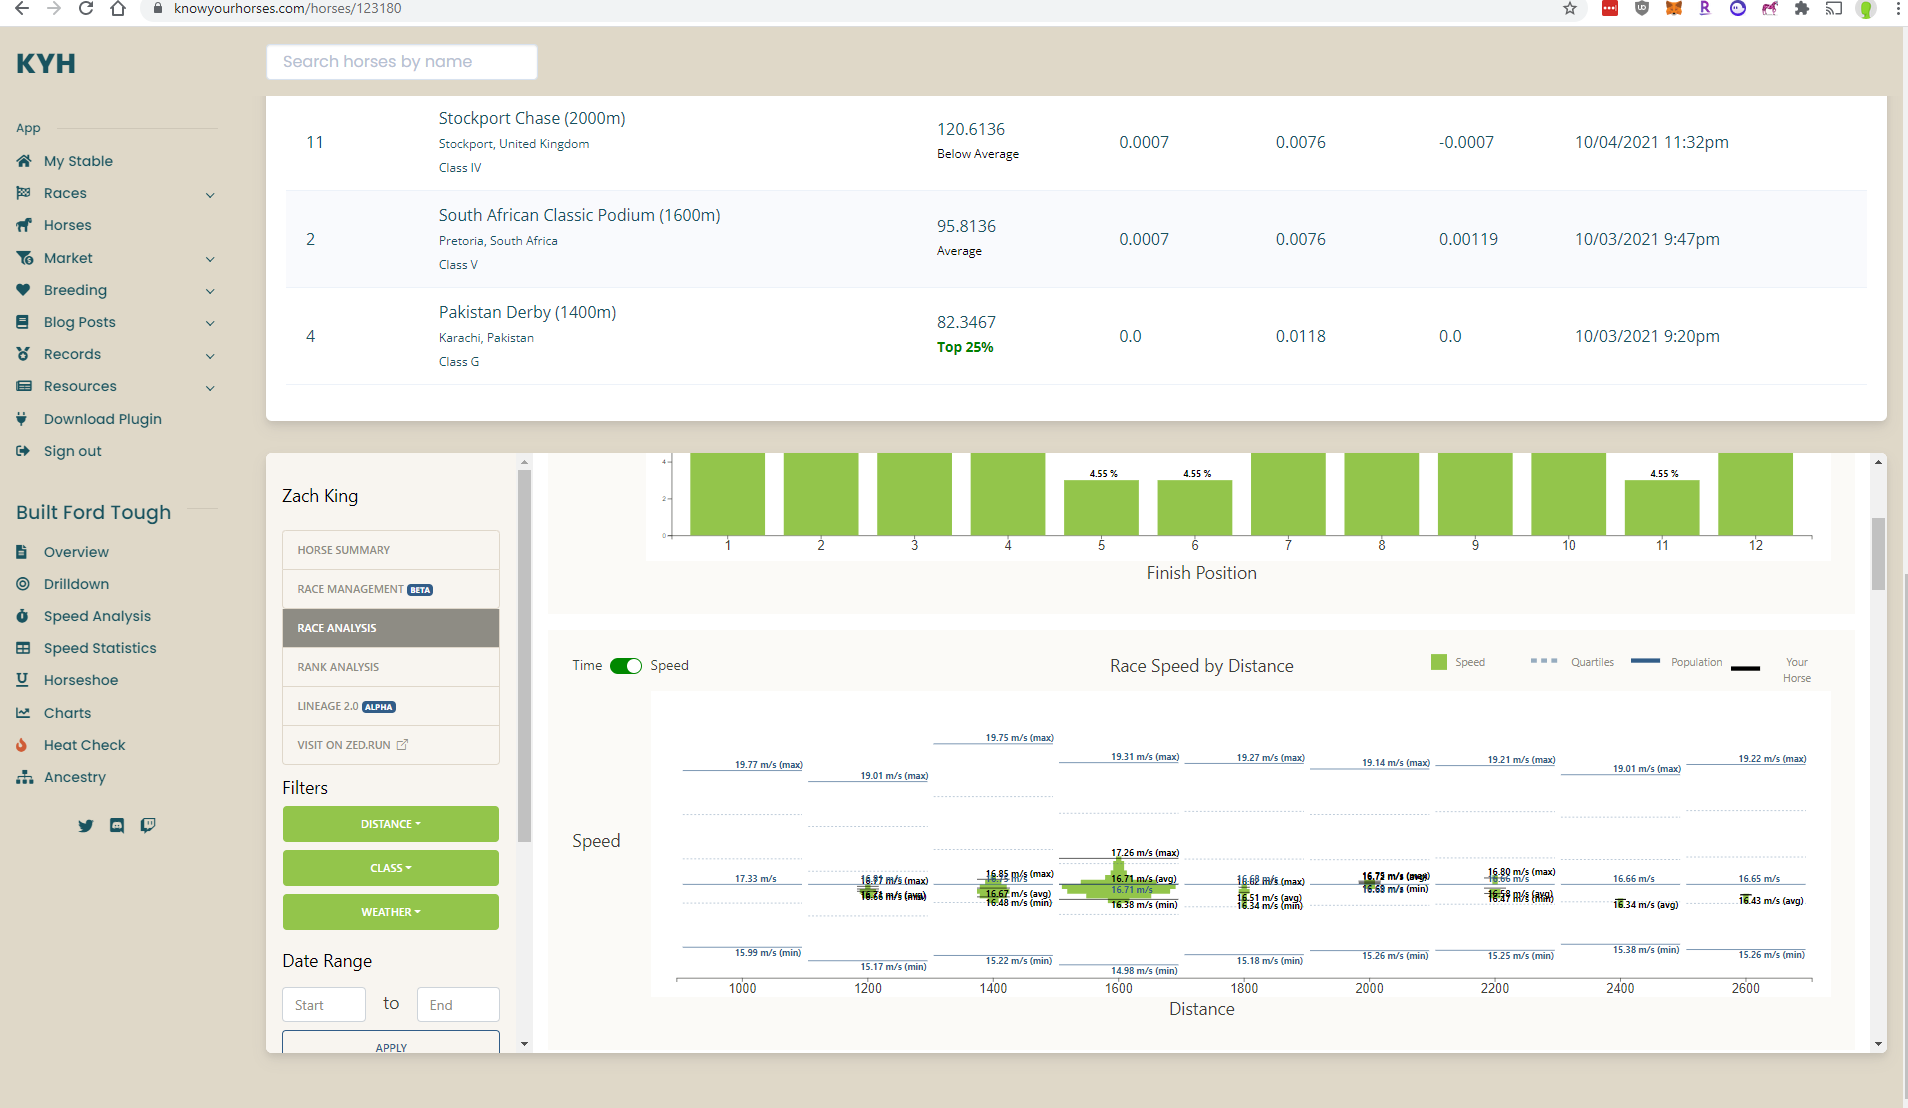 knowyourhorses.com/horses/123180
KYH
Search horses by name
App
My Stable
Races
Horses
Market
Breeding
Blog Posts
Records
Resources
Download Plugin
Sign out
Built Ford Tough
Overview
Drilldown
Speed Analysis
Speed Statistics
Horseshoe
Charts
Heat Check
Ancestry
11
Stockport Chase (2000m)
Stockport, United Kingdom
Class IV
120.6136
Below Average
0.0007
0.0076
-0.0007
10/04/2021 11:32pm
2
South African Classic Podium (1600m)
Pretoria, South Africa
Class V
95.8136
Average
0.0007
0.0076
0.00119
10/03/2021 9:47pm
4
Pakistan Derby (1400m)
Karachi, Pakistan
Class G
82.3467
Top 25%
0.0
0.0118
0.0
10/03/2021 9:20pm
Zach King
HORSE SUMMARY
RACE MANAGEMENT BETA
RACE ANALYSIS
RANK ANALYSIS
LINEAGE 2.0 ALPHA
VISIT ON ZED.RUN
Filters
DISTANCE
CLASS
WEATHER
Date Range
Start to End
APPLY
4
2
0
4.55 %
4.55 %
4.55 %
1 2 3 4 5 6 7 8 9 10 11 12
Finish Position
Time Speed
Race Speed by Distance
Speed
Quartiles
Population
Your
Horse
Speed
19.77 m/s (max)
19.01 m/s (max)
19.75 m/s (max)
19.31 m/s (max)
19.27 m/s (max)
19.14 m/s (max)
19.21 m/s (max)
19.01 m/s (max)
19.22 m/s (max)
17.33 m/s
16.77 m/s (max)
16.85 m/s (max)
16.67 m/s (avg)
16.48 m/s (min)
17.26 m/s (max)
16.71 m/s (avg)
16.71 m/s
16.38 m/s (min)
16.51 m/s (avg)
16.34 m/s (min)
16.80 m/s (max)
16.66 m/s
16.58 m/s (avg)
16.47 m/s (min)
16.66 m/s
16.34 m/s (avg)
16.65 m/s
16.43 m/s (avg)
15.99 m/s (min)
15.17 m/s (min)
15.22 m/s (min)
14.98 m/s (min)
15.18 m/s (min)
15.26 m/s (min)
15.25 m/s (min)
15.38 m/s (min)
15.26 m/s (min)
1000 1200 1400 1600 1800 2000 2200 2400 2600
Distance